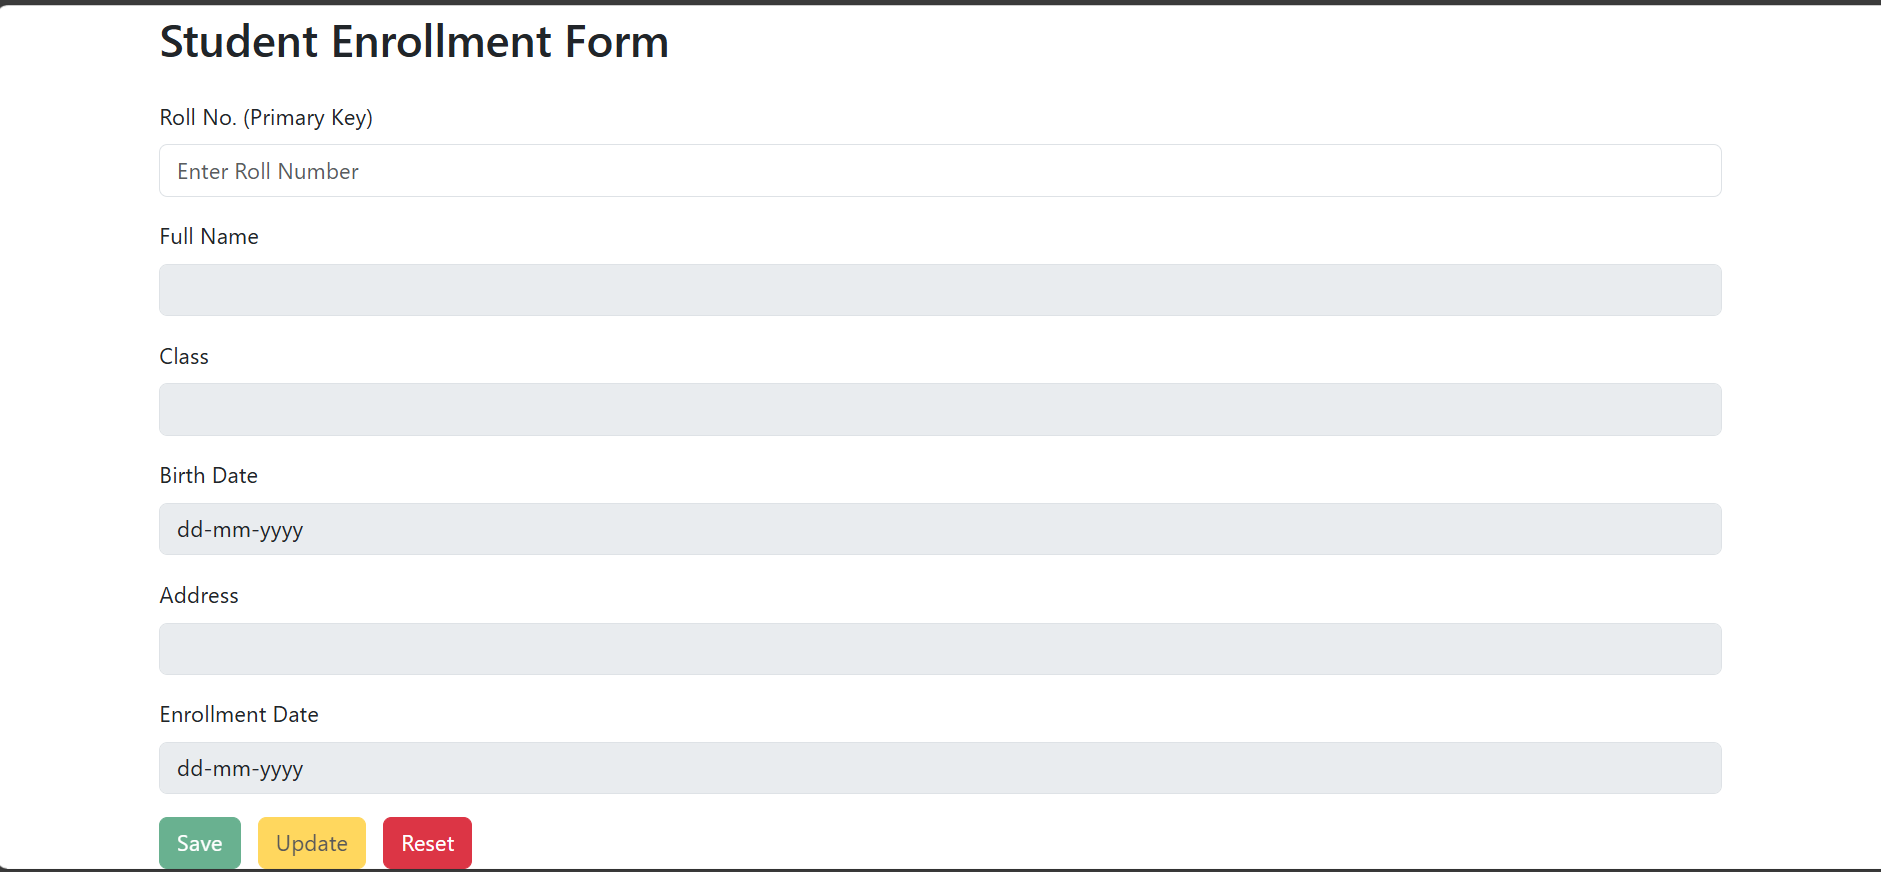 Student Enrollment Form
Roll No. (Primary Key)
Enter Roll Number
Full Name
Class
Birth Date
dd-mm-yyyy
Address
Enrollment Date
dd-mm-yyyy
Save Update Reset